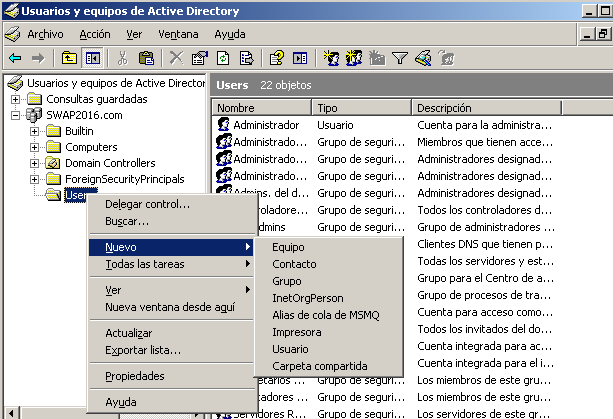 Usuarios y equipos de Active Directory
Archivo Acción Ver Ventana Ayuda
Usuarios y equipos de Active Director
Consultas guardadas
SWAP2016.com
Builtin
Computers
Domain Controllers
ForeignSecurityPrincipals
Users
Users 22 objetos
Nombre Tipo Descripción
Administrador Usuario Cuenta para la administra...
Administrado... Grupo de seguri... Miembros que tienen acce...
Administrado... Grupo de seguri... Administradores designad...
Administrado... Grupo de seguri... Administradores designad...
Admins. del d... Grupo de seguri... Administradores designad...
ntroladore... Grupo de seguri... Todos los controladores d...
dmins Grupo de seguri... Grupo de administradores...
Clientes DNS que tienen p...
Todos los servidores y est...
Grupo para el Centro de a...
Grupo de procesos de tra...
Cuenta para acceso como...
Todos los invitados del do...
Cuenta integrada para ac...
Cuenta integrada para el ...
etarios ... Grupo de seguri... Los miembros de este gru...
Grupo de seguri... Los miembros de este gru...
Servidores R... Grupo de seguri... Los servidores de este gru...
Delegar control...
Buscar...
Nuevo
Todas las tareas
Ver
Nueva ventana desde aquí
Actualizar
Exportar lista...
Propiedades
Ayuda
Equipo
Contacto
Grupo
InetOrgPerson
Alias de cola de MSMQ
Impresora
Usuario
Carpeta compartida